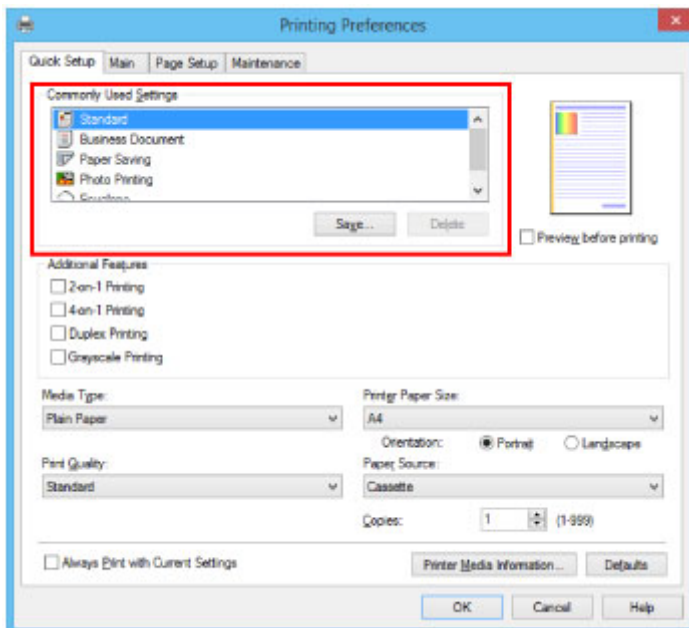 Printing Preferences
Quick Setup Main Page Setup Maintenance
Commonly Used Settings
Standard
Business Document
Paper Saving
Photo Printing
Envelope
Save... Delete
Preview before printing
Additional Features
2-on-1 Printing
4-on-1 Printing
Duplex Printing
Grayscale Printing
Media Type: Printer Paper Size:
Plain Paper A4
Orientation: Portrait Landscape
Print Quality: Paper Source:
Standard Cassette
Copies: 1 (1-999)
Always Print with Current Settings Printer Media Information... Defaults
OK Cancel Help